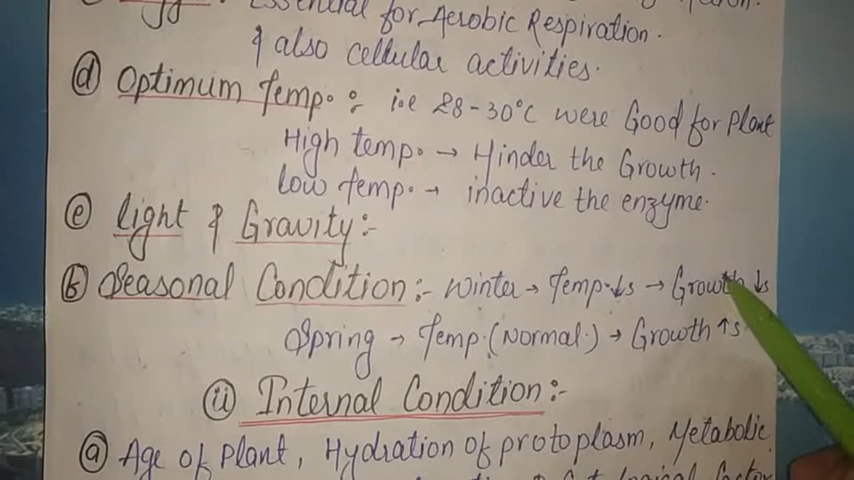 Essential for Aerobic Respiration.
& also cellular activities.
(d) Optimum Temp. :- i.e 28-30°C were Good for plant
High temp. → Hinder the Growth.
Low temp. → inactive the enzyme.
(e) Light & Gravity:-
(b) Seasonal Condition:- Winter → Temp. ↓s → Growth ↓s
Spring → Temp. (Normal.) → Growth ↑s
(ii) Internal Condition:-
(a) Age of Plant, Hydration of protoplasm, Metabolic
logical factor